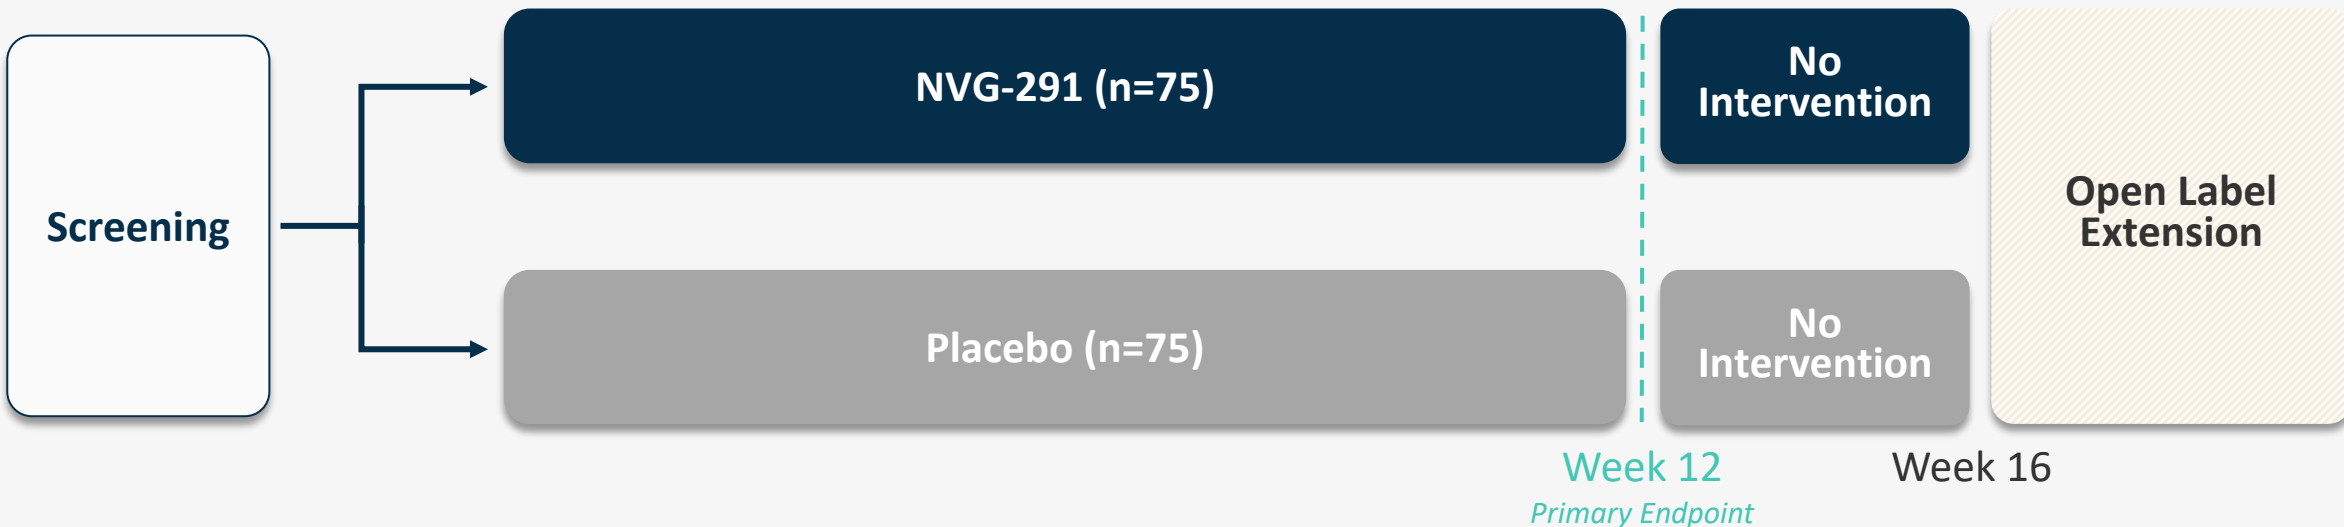 Screening
NVG-291 (n=75)
No
Intervention
Placebo (n=75)
No
Intervention
Open Label
Extension
Week 12
Primary Endpoint
Week 16